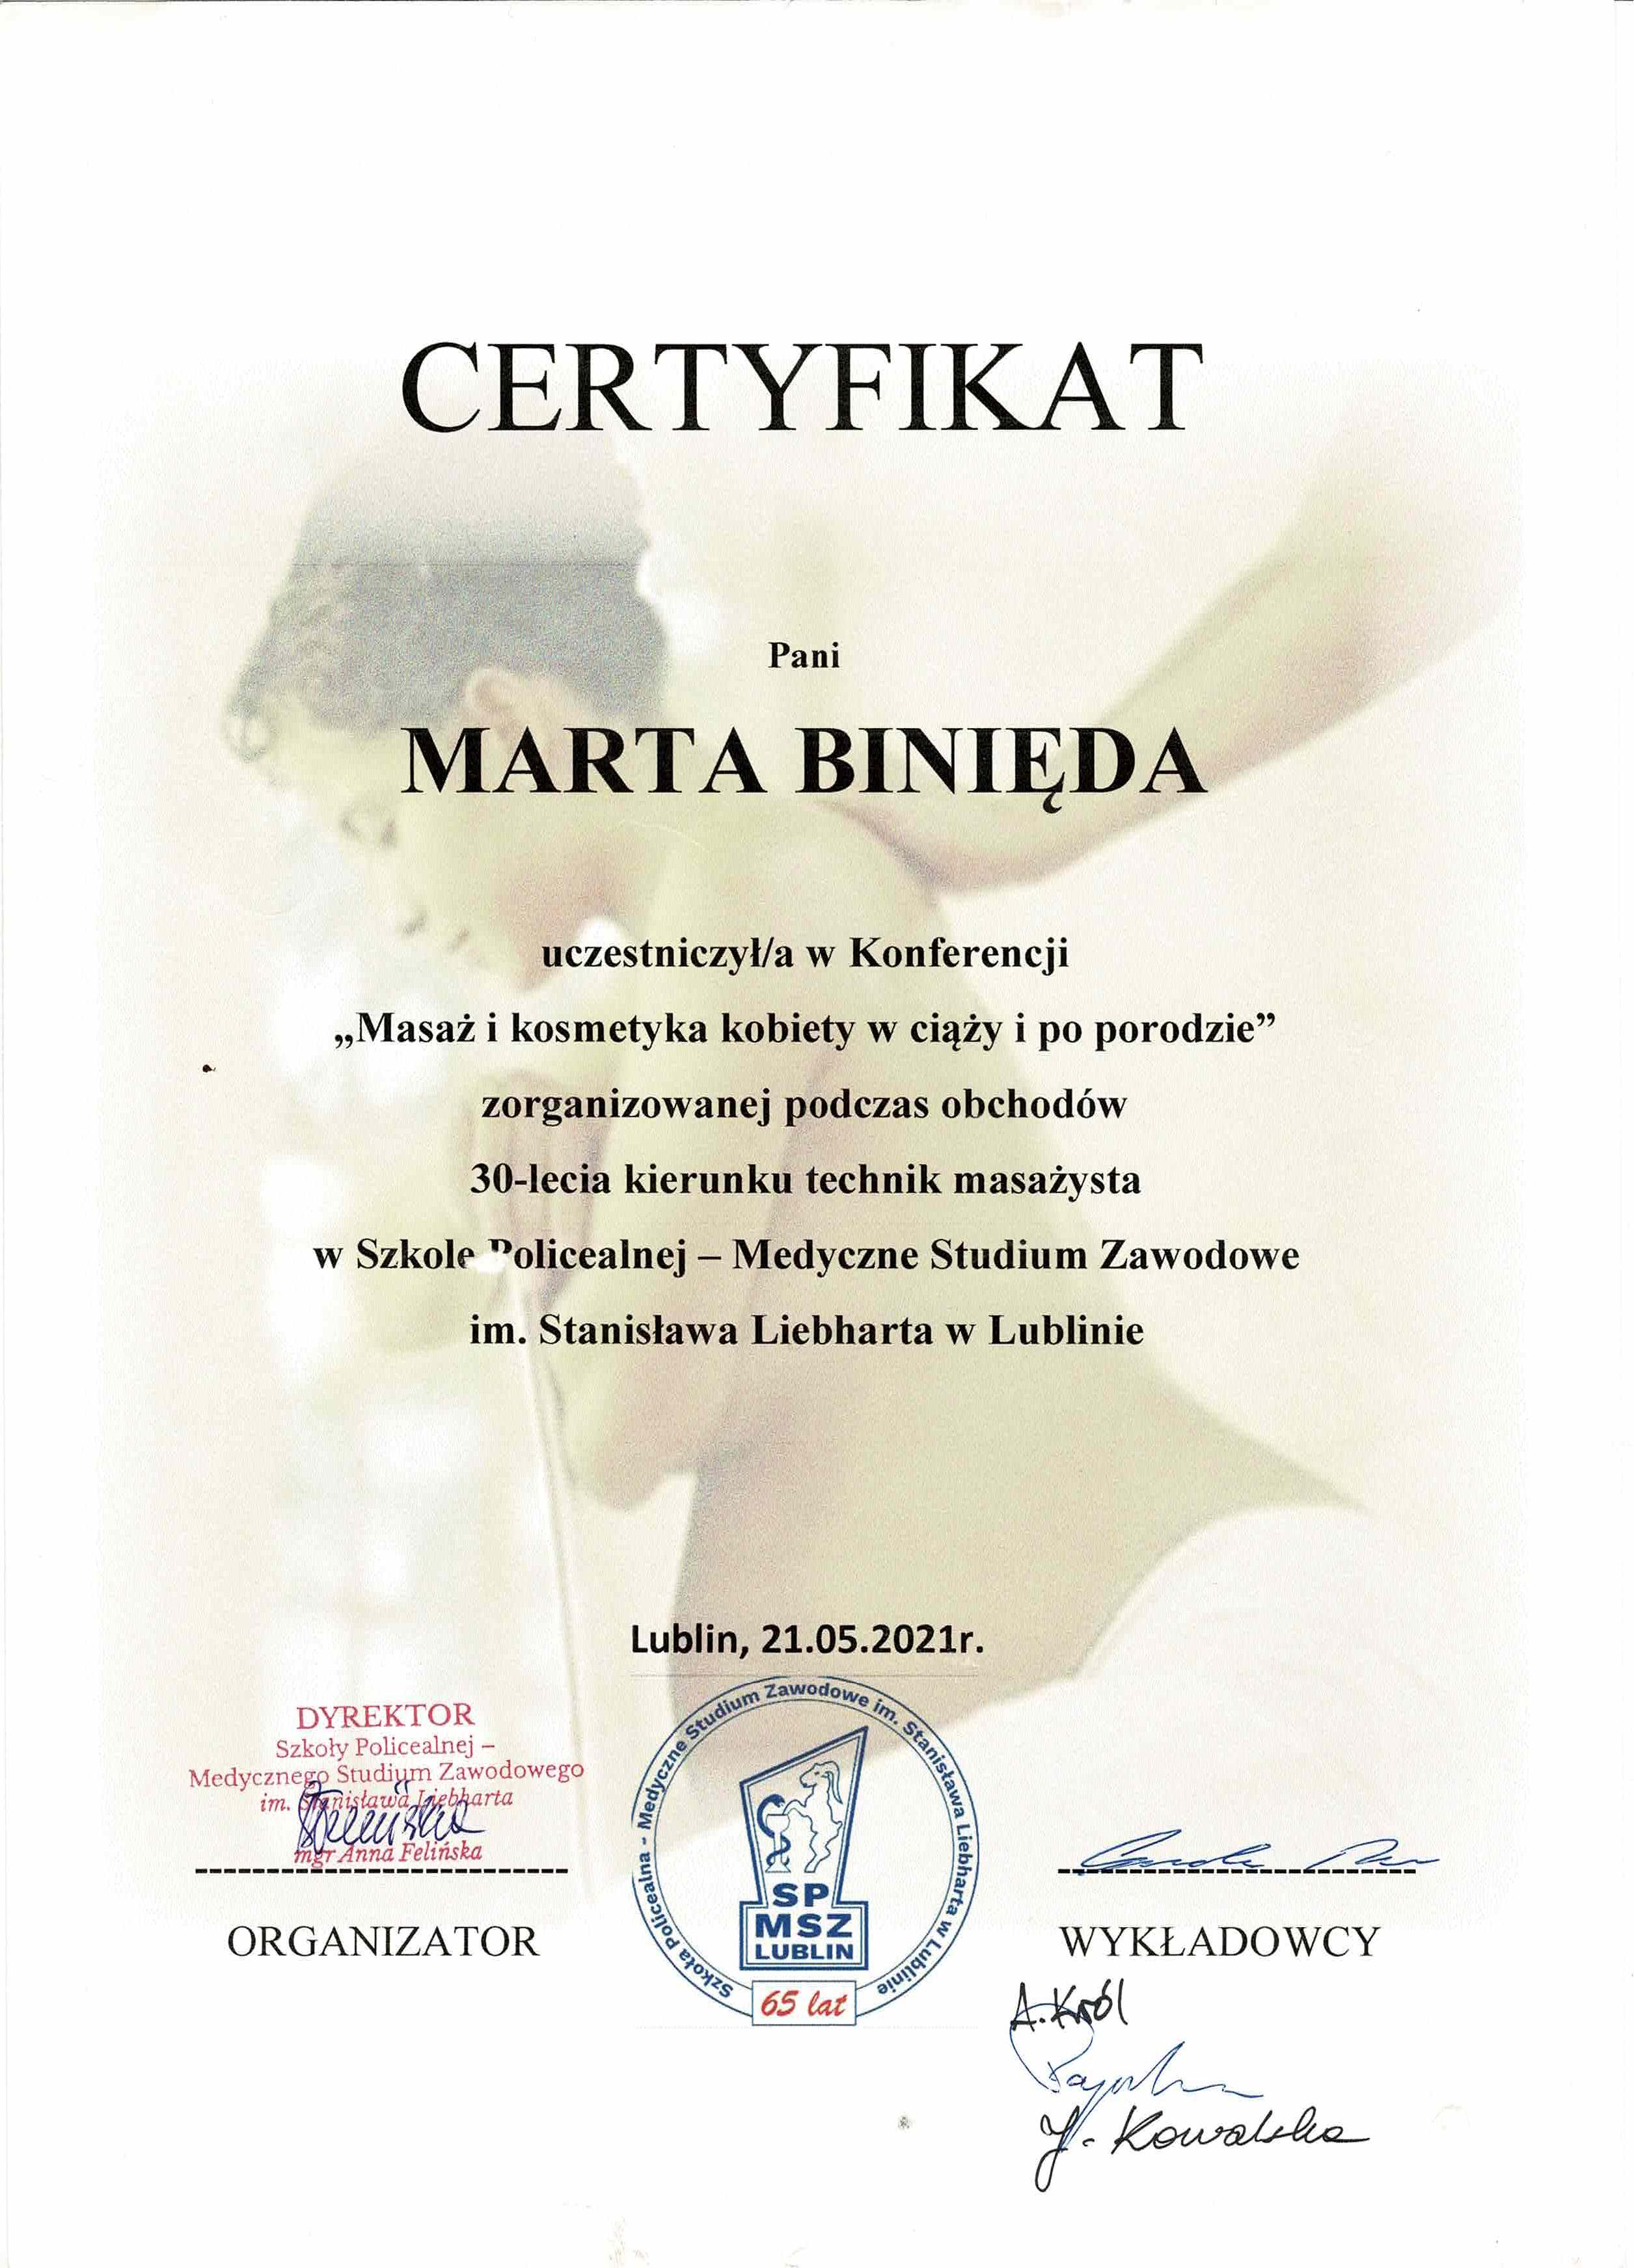 CERTYFIKAT
Pani
MARTA BINIĘDA
uczestniczył/a w Konferencji
„Masaż i kosmetyka kobiety w ciąży i po porodzie”
zorganizowanej podczas obchodów
30-lecia kierunku technik masażysta
w Szkole Policealnej – Medyczne Studium Zawodowe
im. Stanisława Liebharta w Lublinie
Lublin, 21.05.2021r.
DYREKTOR
Szkoły Policealnej –
Medycznego Studium Zawodowego
im. Stanisława Liebharta
mgr Anna Felińska
ORGANIZATOR
Szkoła Policealna - Medyczne Studium Zawodowe im. Stanisława Liebharta w Lublinie
SP
MSZ
LUBLIN
65 lat
WYKŁADOWCY
A. Król
J. Kowalska